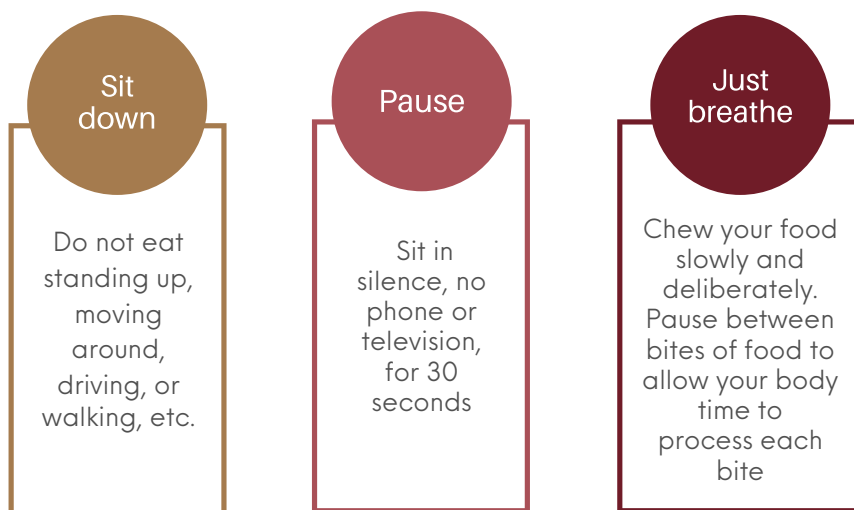 Sit
down
Do not eat
standing up,
moving
around,
driving, or
walking, etc.
Pause
Sit in
silence, no
phone or
television,
for 30
seconds
Just
breathe
Chew your food
slowly and
deliberately.
Pause between
bites of food to
allow your body
time to
process each
bite